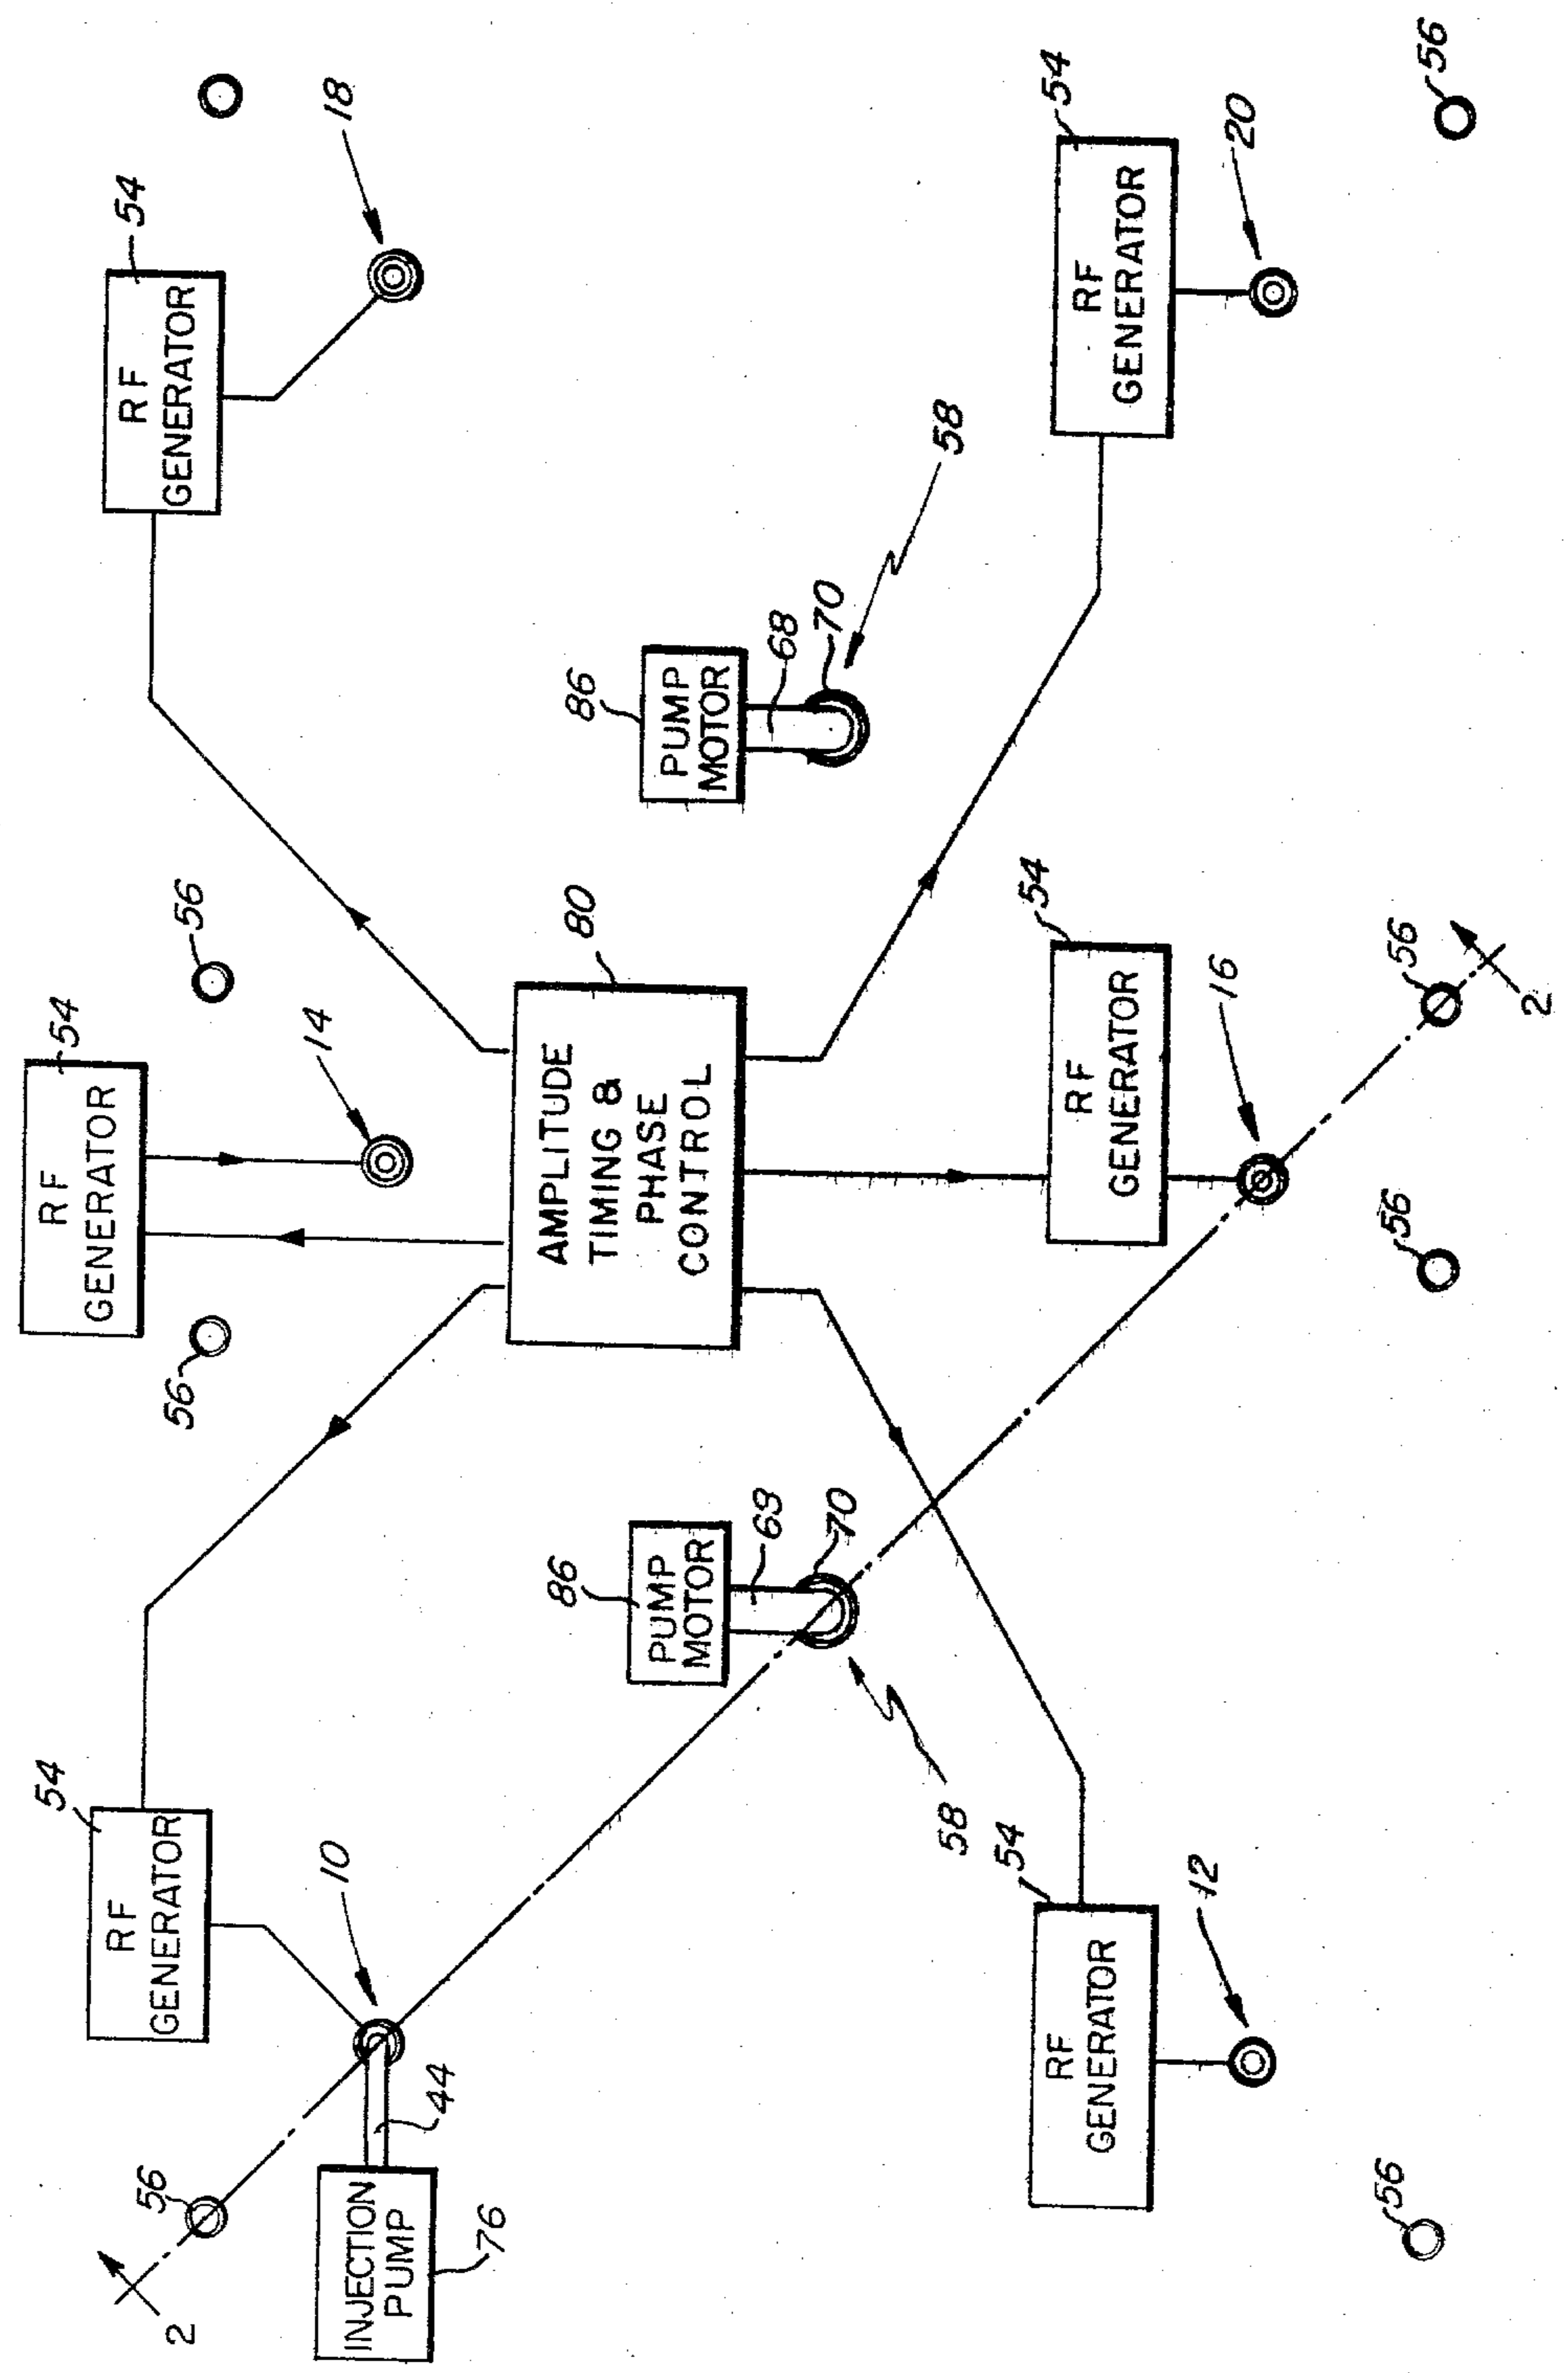 54
RF
GENERATOR
54
RF
GENERATOR
54
RF
GENERATOR
2
56
56
56
10
14
18
INJECTION
PUMP
44
76
86
PUMP
MOTOR
68
70
58
80
AMPLITUDE
TIMING &
PHASE
CONTROL
86
PUMP
MOTOR
68
70
58
54
RF
GENERATOR
12
54
RF
GENERATOR
16
54
RF
GENERATOR
20
56
56
56
2
56